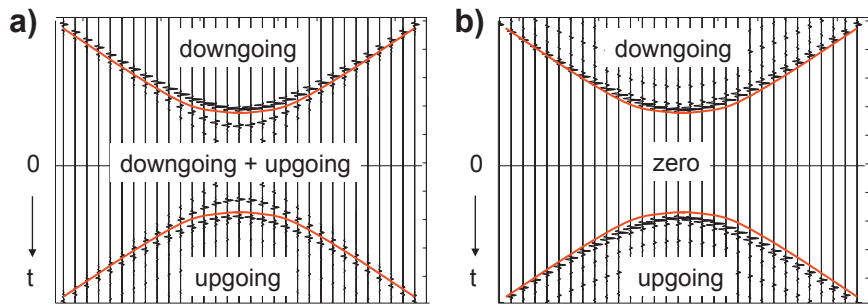 a)
downgoing
0
downgoing + upgoing
t
upgoing
b)
downgoing
0
zero
t
upgoing